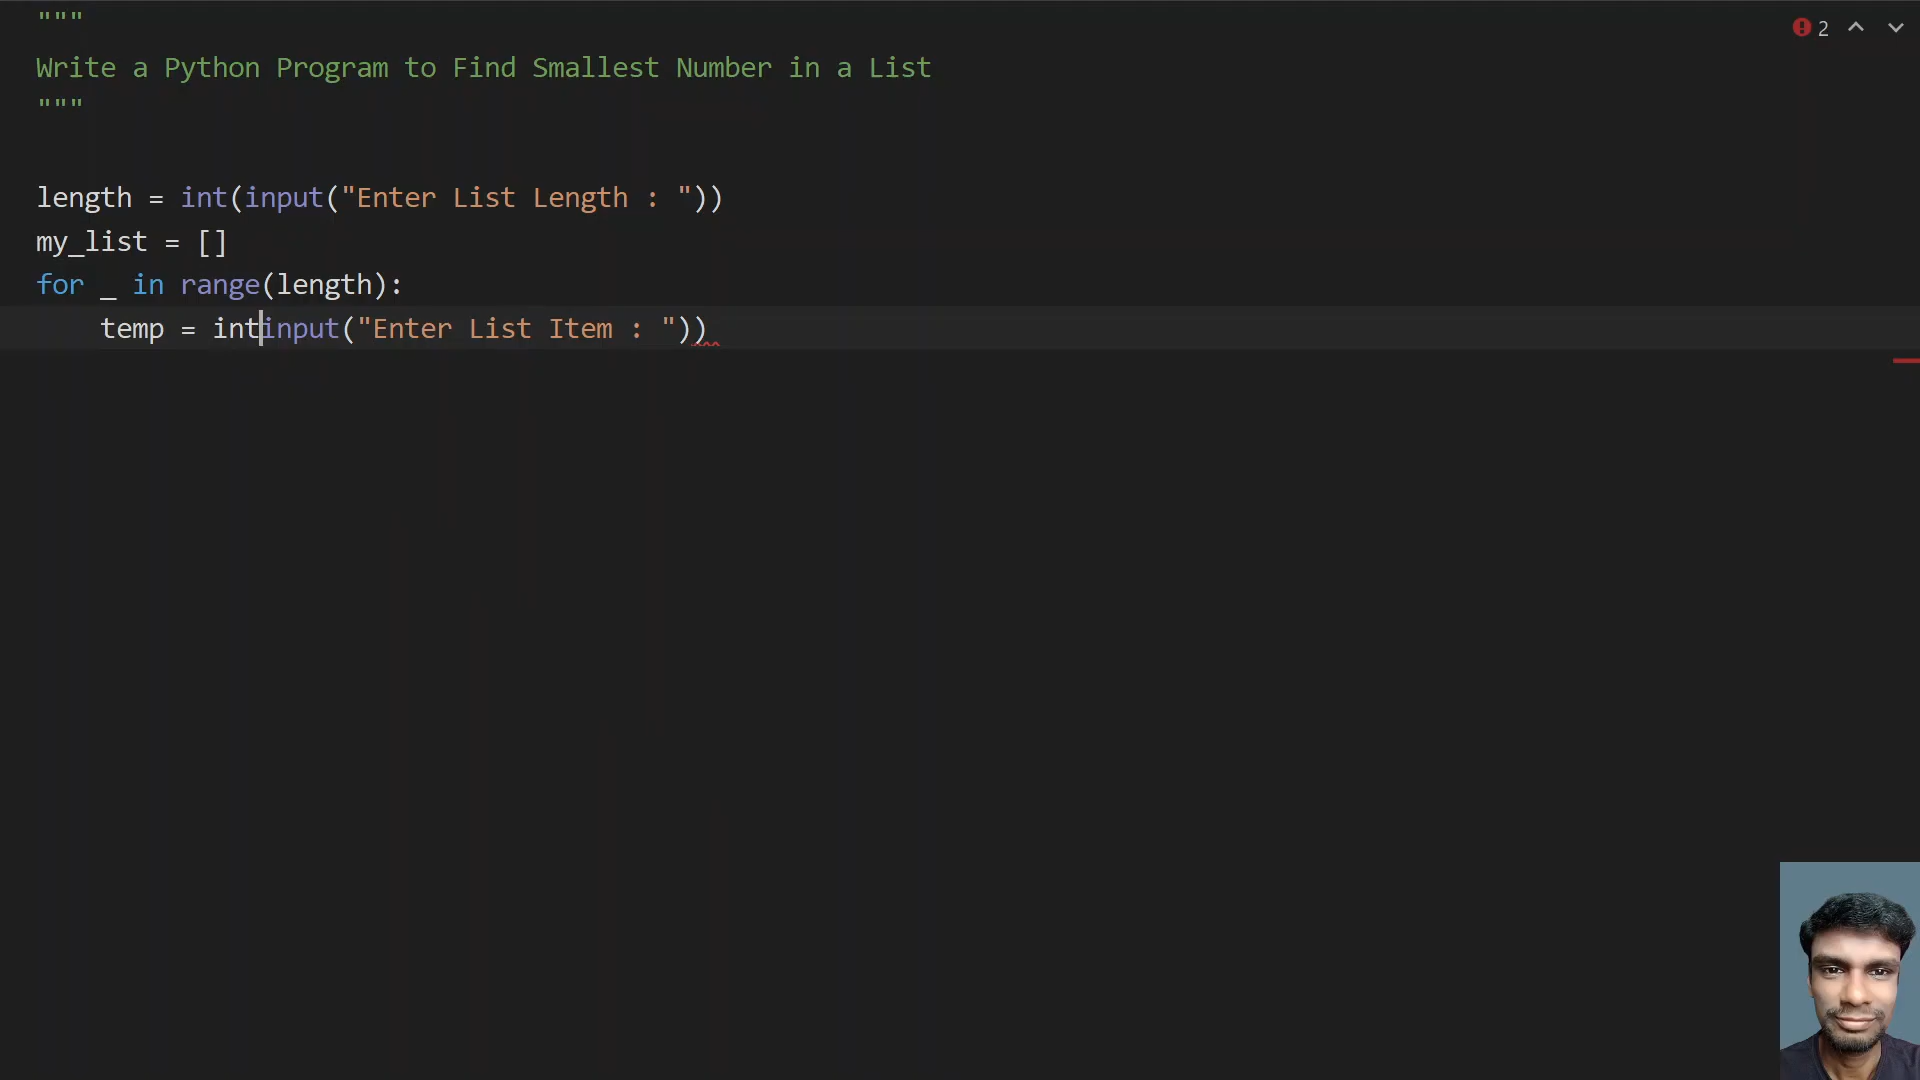 """
2
Write a Python Program to Find Smallest Number in a List
"""
length = int(input("Enter List Length : "))
my_list = []
for _ in range(length):
    temp = intinput("Enter List Item : "))